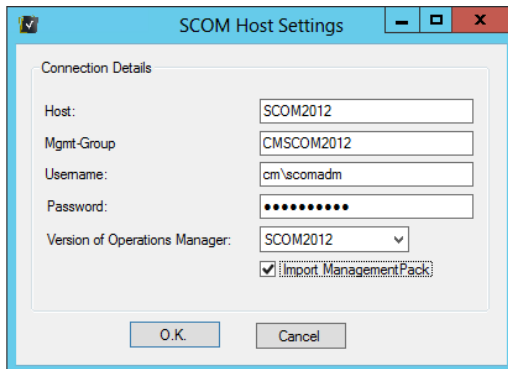 SCOM Host Settings
Connection Details
Host: SCOM2012
Mgmt-Group CMSCOM2012
Username: cm\scomadm
Password: ●●●●●●●●●●
Version of Operations Manager: SCOM2012
Import ManagementPack
O.K. Cancel